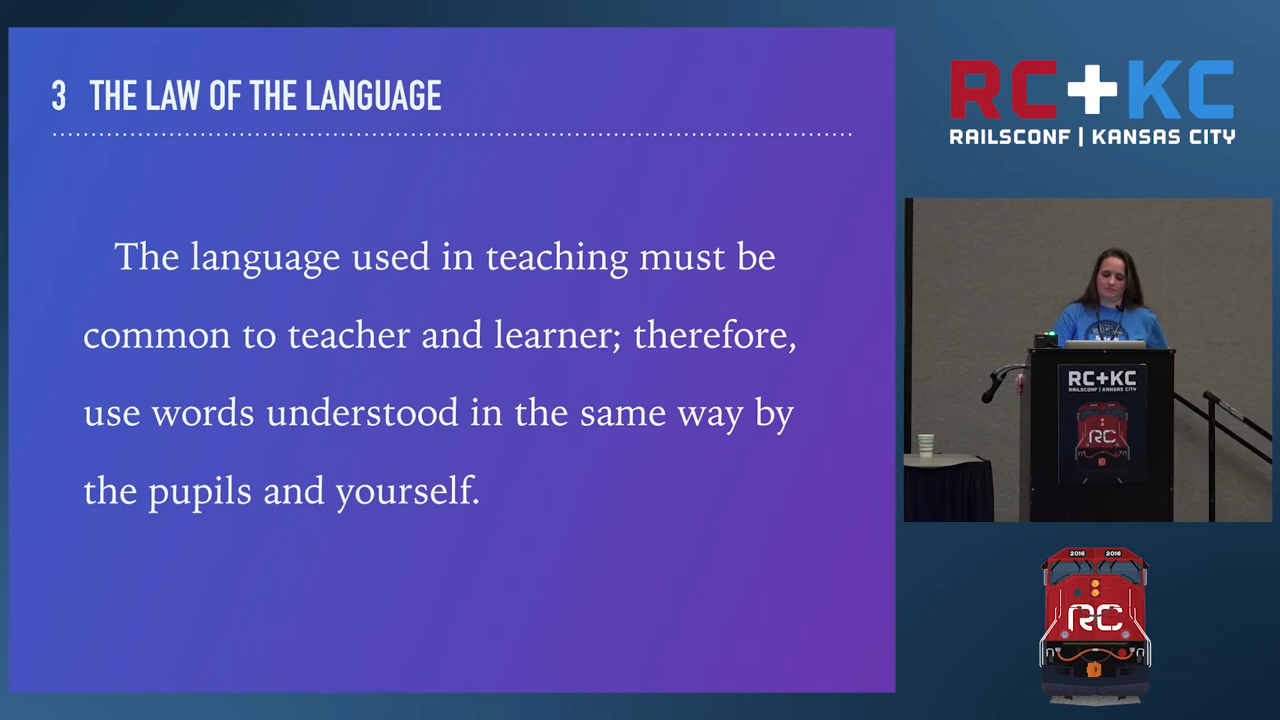 3 THE LAW OF THE LANGUAGE
The language used in teaching must be
common to teacher and learner; therefore,
use words understood in the same way by
the pupils and yourself.
RC+KC
RAILSCONF | KANSAS CITY
RC+KC
RAILSCONF | KANSAS CITY
RC
2016 2016
RC